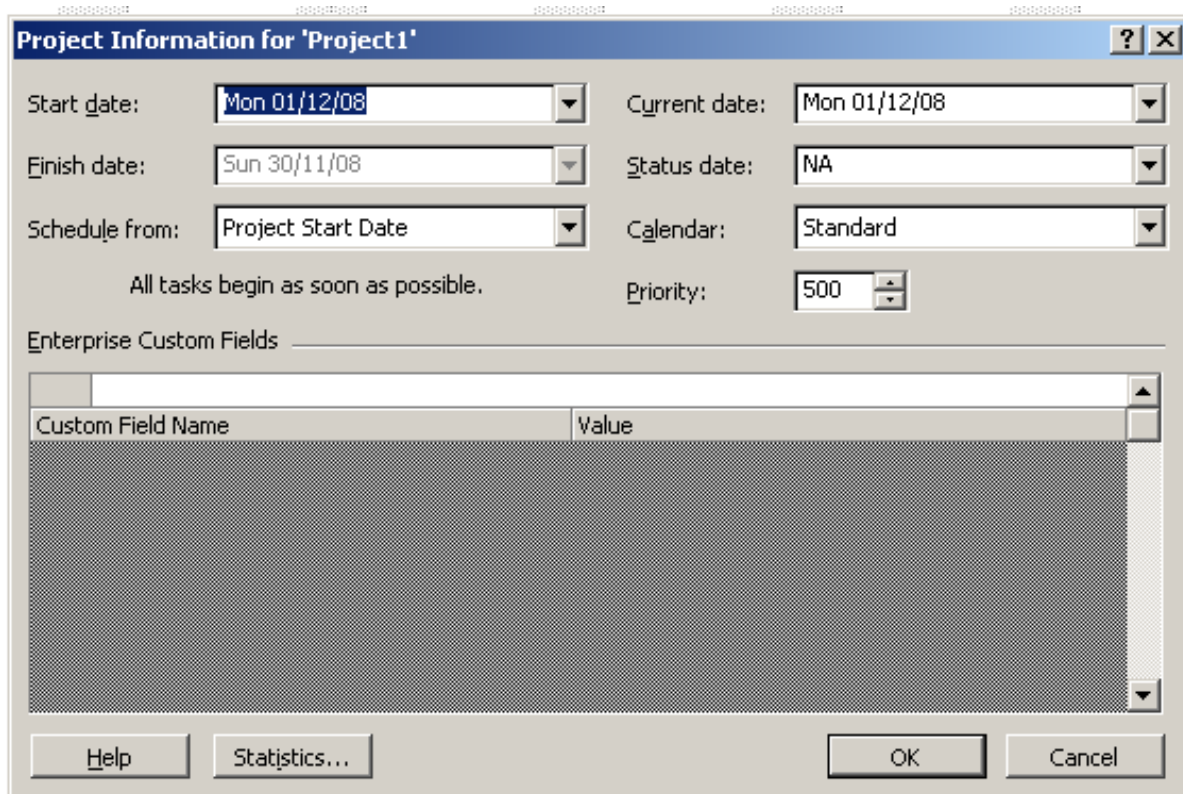 Project Information for 'Project1'
Start date: Mon 01/12/08 Current date: Mon 01/12/08
Finish date: Sun 30/11/08 Status date: NA
Schedule from: Project Start Date Calendar: Standard
All tasks begin as soon as possible. Priority: 500
Enterprise Custom Fields
Custom Field Name Value
Help Statistics... OK Cancel